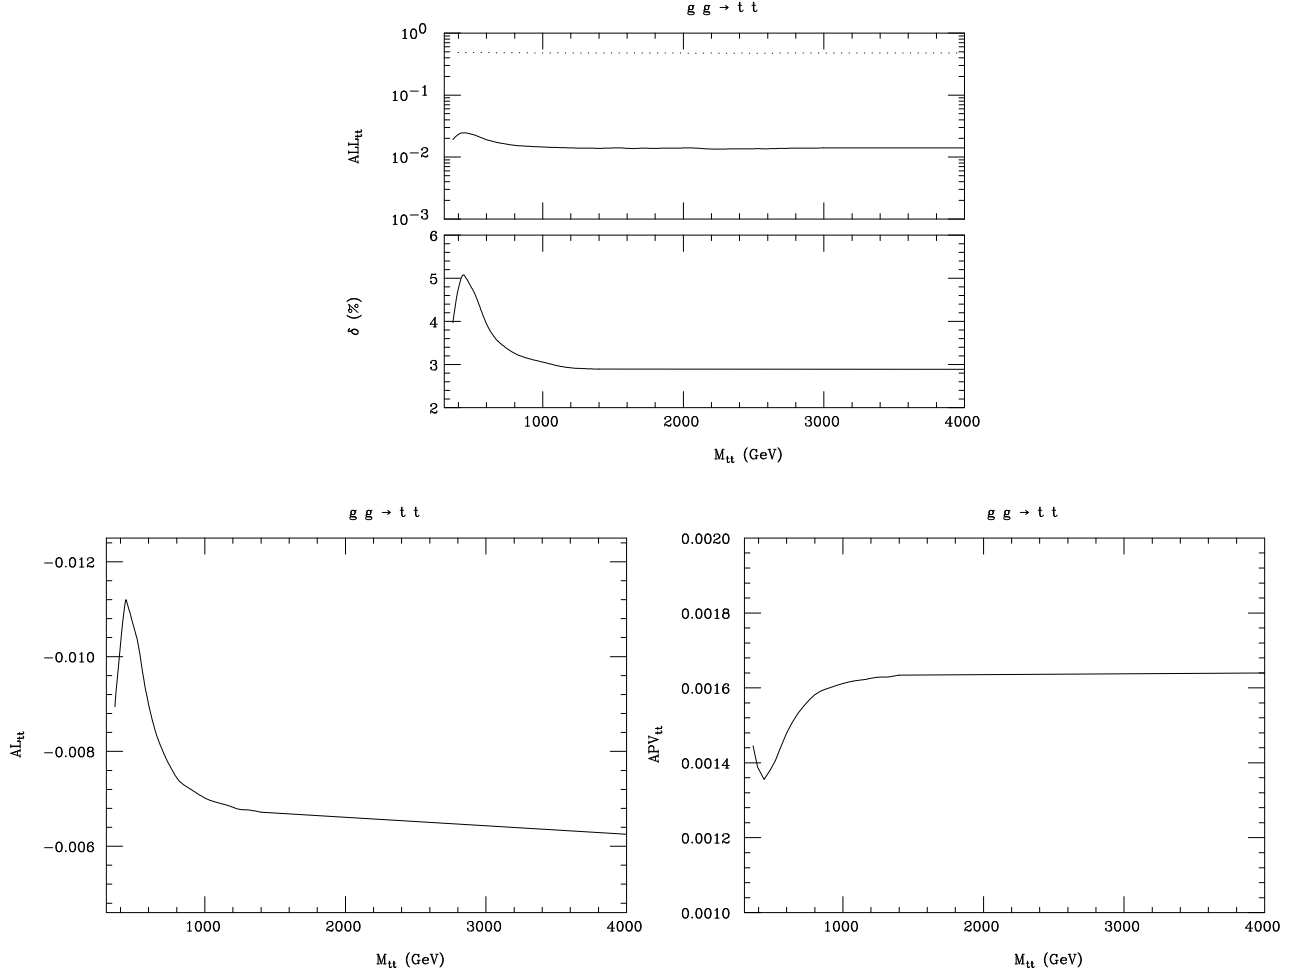 g g → t t
10^0
10^-1
10^-2
10^-3
ALL_tt
6
5
4
3
2
δ (%)
1000 2000 3000 4000
M_tt (GeV)
g g → t t
-0.012
-0.010
-0.008
-0.006
AL_tt
1000 2000 3000 4000
M_tt (GeV)
g g → t t
0.0020
0.0018
0.0016
0.0014
0.0012
0.0010
APV_tt
1000 2000 3000 4000
M_tt (GeV)